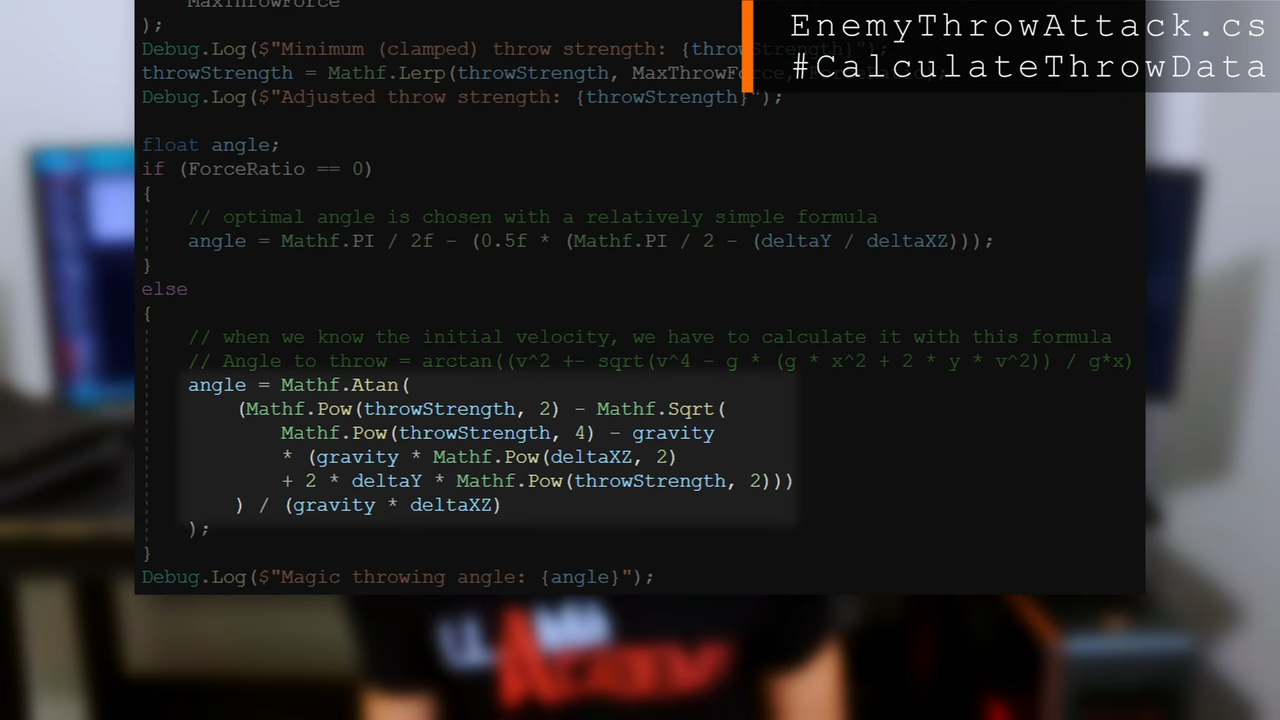 EnemyThrowAttack.cs
#CalculateThrowData
MaxThrowForce
);
Debug.Log($"Minimum (clamped) throw strength: {throwStrength}");
throwStrength = Mathf.Lerp(throwStrength, MaxThrowForce,
Debug.Log($"Adjusted throw strength: {throwStrength}");
float angle;
if (ForceRatio == 0)
{
// optimal angle is chosen with a relatively simple formula
angle = Mathf.PI / 2f - (0.5f * (Mathf.PI / 2 - (deltaY / deltaXZ)));
}
else
{
// when we know the initial velocity, we have to calculate it with this formula
// Angle to throw = arctan((v^2 +- sqrt(v^4 - g * (g * x^2 + 2 * y * v^2)) / g*x)
angle = Mathf.Atan(
(Mathf.Pow(throwStrength, 2) - Mathf.Sqrt(
Mathf.Pow(throwStrength, 4) - gravity
* (gravity * Mathf.Pow(deltaXZ, 2)
+ 2 * deltaY * Mathf.Pow(throwStrength, 2)))
) / (gravity * deltaXZ)
);
}
Debug.Log($"Magic throwing angle: {angle}");
LLAMA
ACADEMY